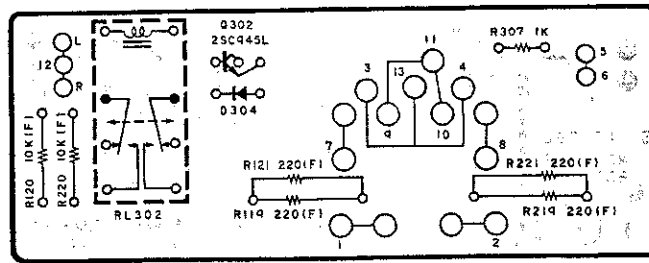 L
12
R
Q302
2SC945L
D304
R120 10K(F)
R220 10K(F)
RL302
3
13
11
4
9
10
7
8
R307 1K
5
6
R121 220(F)
R119 220(F)
R221 220(F)
R219 220(F)
1
2